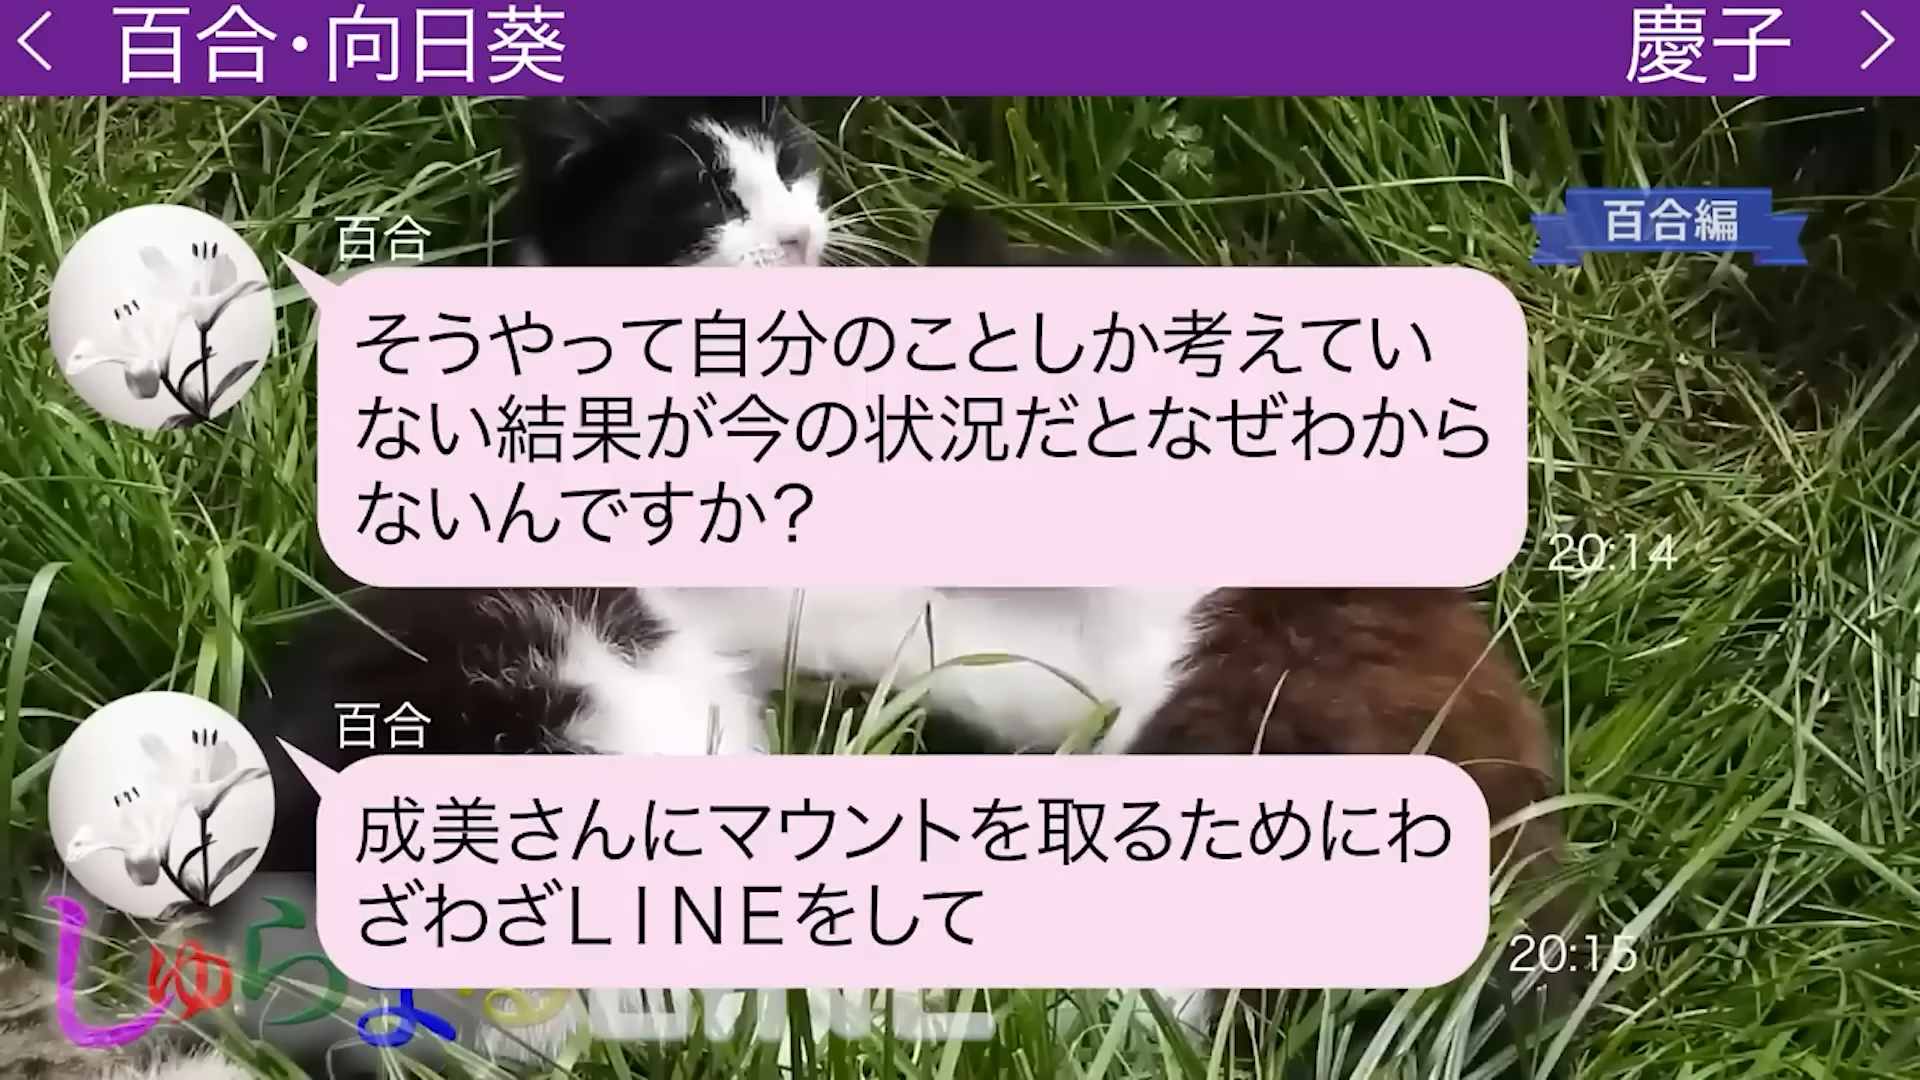 百合・向日葵
慶子
百合編
百合
そうやって自分のことしか考えてい
ない結果が今の状況だとなぜわから
ないんですか？
20:14
百合
成美さんにマウントを取るためにわ
ざわざＬＩＮＥをして
20:15
しゅら